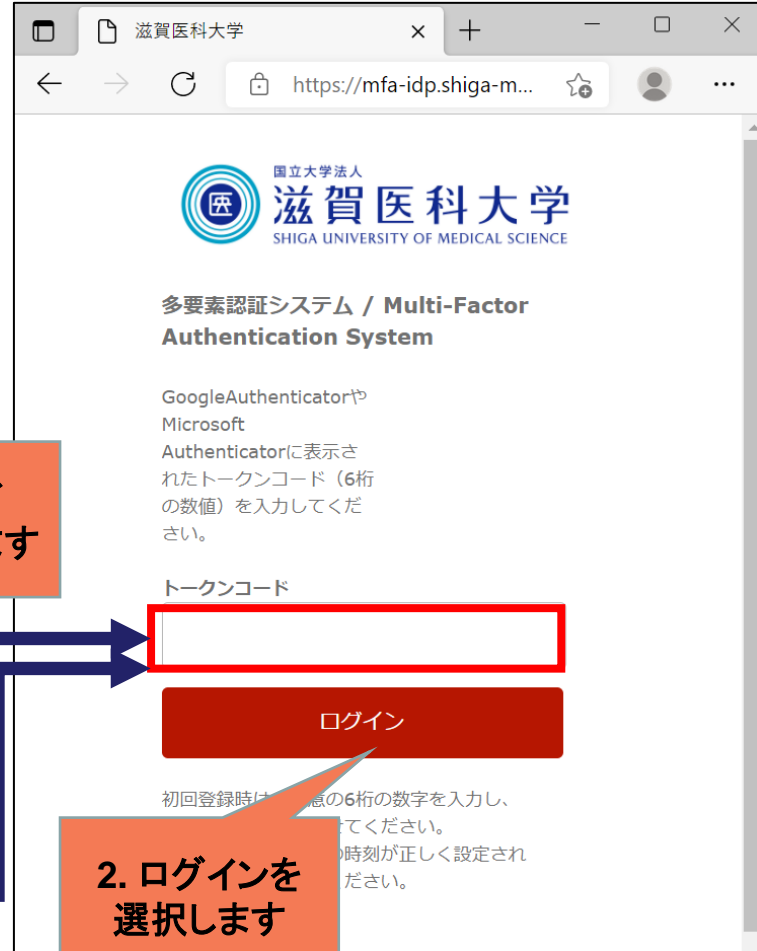 滋賀医科大学
https://mfa-idp.shiga-m...
国立大学法人
医
滋賀医科大学
SHIGA UNIVERSITY OF MEDICAL SCIENCE
多要素認証システム / Multi-Factor
Authentication System
GoogleAuthenticatorや
Microsoft
Authenticatorに表示さ
れたトークンコード（6桁
の数値）を入力してくだ
さい。
す
トークンコード
ログイン
初回登録時は
の6桁の数字を入力し、
てください。
時刻が正しく設定され
ださい。
2. ログインを
選択します